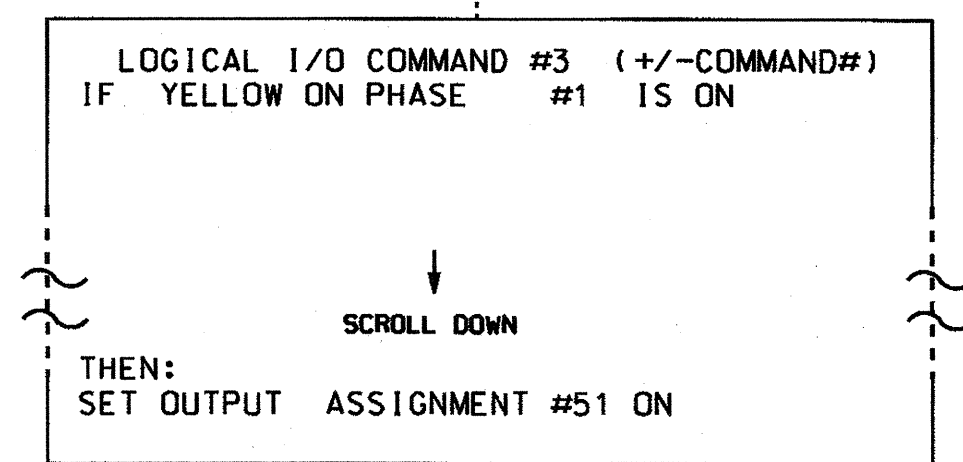 LOGICAL I/O COMMAND #3 (+/-COMMAND#)
IF YELLOW ON PHASE #1 IS ON
SCROLL DOWN
THEN:
SET OUTPUT ASSIGNMENT #51 ON